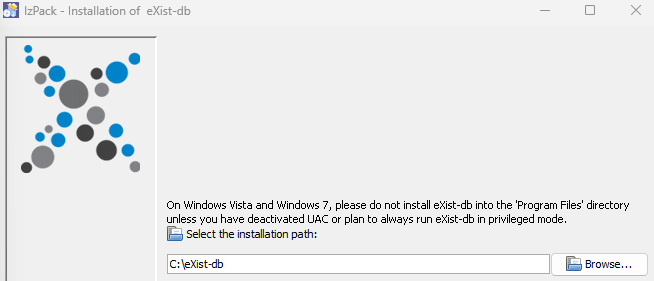 IzPack - Installation of eXist-db
On Windows Vista and Windows 7, please do not install eXist-db into the 'Program Files' directory
unless you have deactivated UAC or plan to always run eXist-db in privileged mode.
Select the installation path:
C:\eXist-db
Browse...